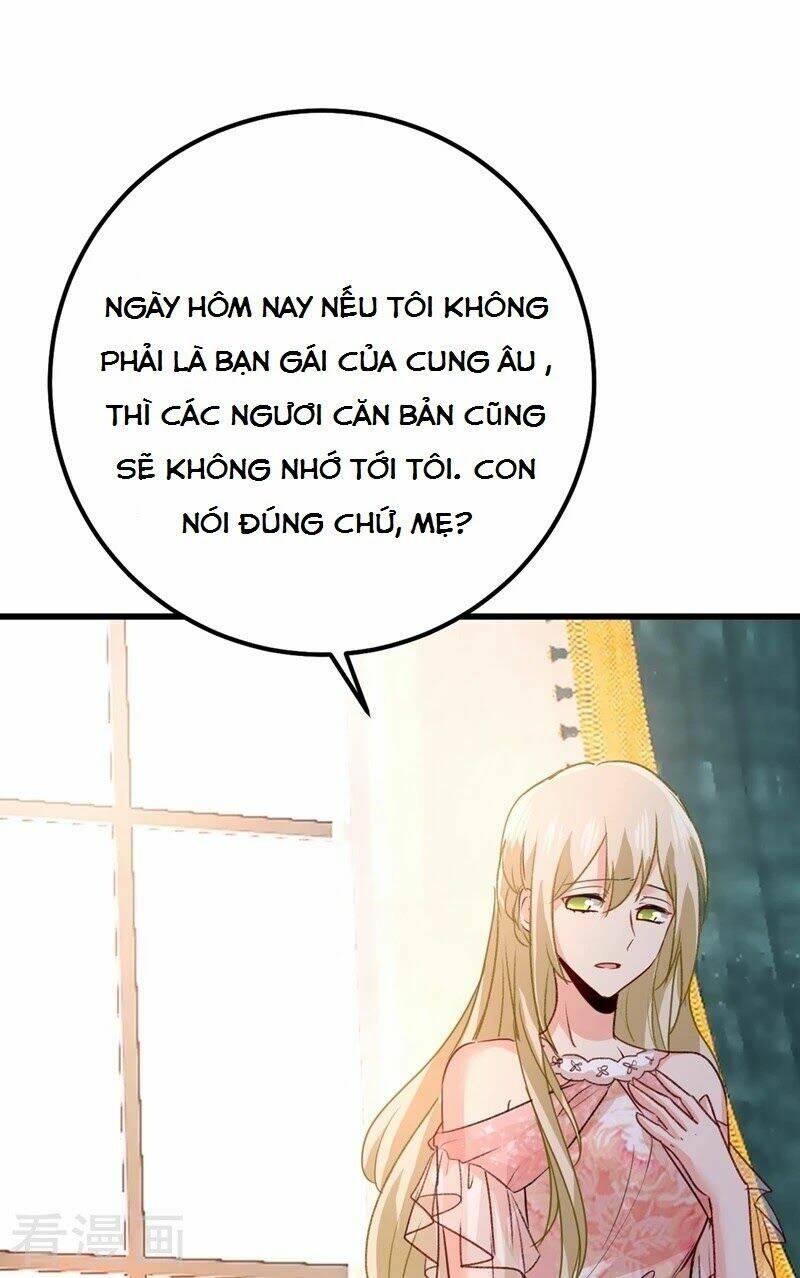 NGÀY HÔM NAY NẾU TÔI KHÔNG
PHẢI LÀ BẠN GÁI CỦA CUNG ÂU ,
THÌ CÁC NGƯƠI CĂN BẢN CŨNG
SẼ KHÔNG NHỚ TỚI TÔI. CON
NÓI ĐÚNG CHỨ, MẸ?
看漫画